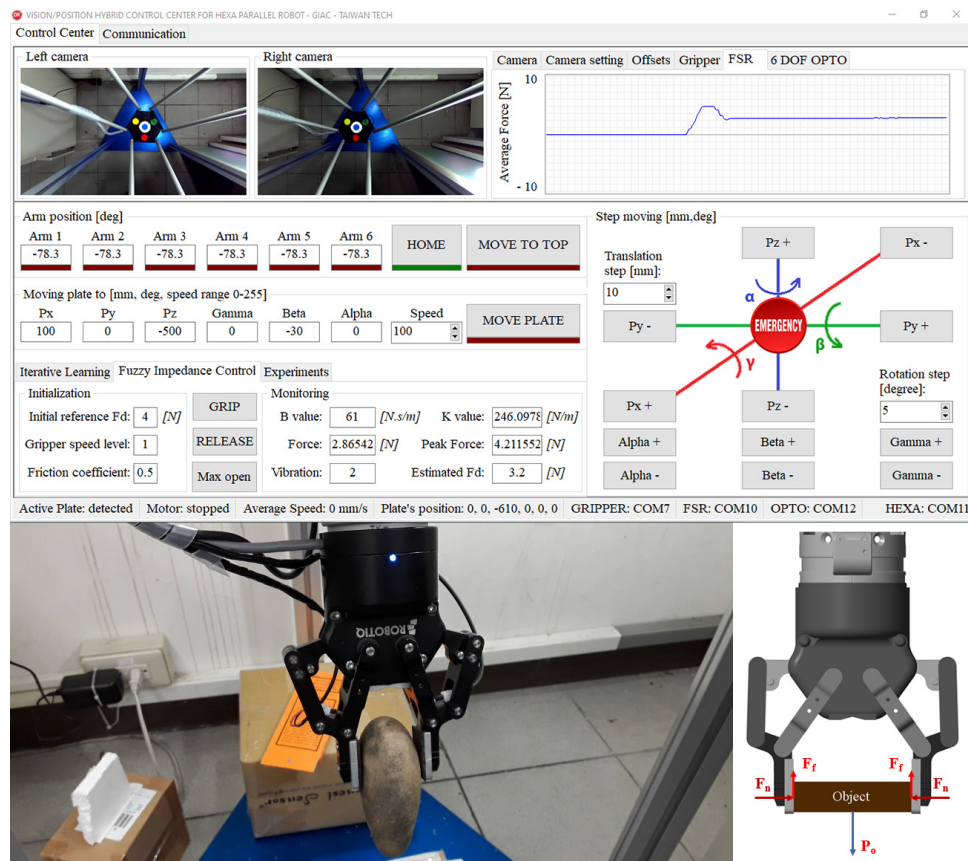 VISION/POSITION HYBRID CONTROL CENTER FOR HEXA PARALLEL ROBOT - GIAC - TAIWAN TECH
Control Center Communication
Left camera
Right camera
Camera Camera setting Offsets Gripper FSR 6 DOF OPTO
Average Force [N]
10
- 10
Arm position [deg]
Arm 1 Arm 2 Arm 3 Arm 4 Arm 5 Arm 6
-78.3 -78.3 -78.3 -78.3 -78.3 -78.3
HOME
MOVE TO TOP
Moving plate to [mm, deg, speed range 0-255]
Px Py Pz Gamma Beta Alpha Speed
100 0 -500 0 -30 0 100
MOVE PLATE
Iterative Learning Fuzzy Impedance Control Experiments
Initialization
Initial reference Fd: 4 [N]
Gripper speed level: 1
Friction coefficient: 0.5
GRIP
RELEASE
Max open
Monitoring
B value: 61 [N.s/m] K value: 246.0978 [N/m]
Force: 2.86542 [N] Peak Force: 4.211552 [N]
Vibration: 2 Estimated Fd: 3.2 [N]
Step moving [mm,deg]
Translation
step [mm]:
10
Pz +
Px -
α
Py -
EMERGENCY
Py +
β
γ
Rotation step
[degree]:
5
Px +
Pz -
Alpha + Beta + Gamma +
Alpha - Beta - Gamma -
Active Plate: detected Motor: stopped Average Speed: 0 mm/s Plate's position: 0, 0, -610, 0, 0, 0 GRIPPER: COM7 FSR: COM10 OPTO: COM12 HEXA: COM11
ROBOTIQ
Sensor
F_f F_f
F_n F_n
Object
P_o